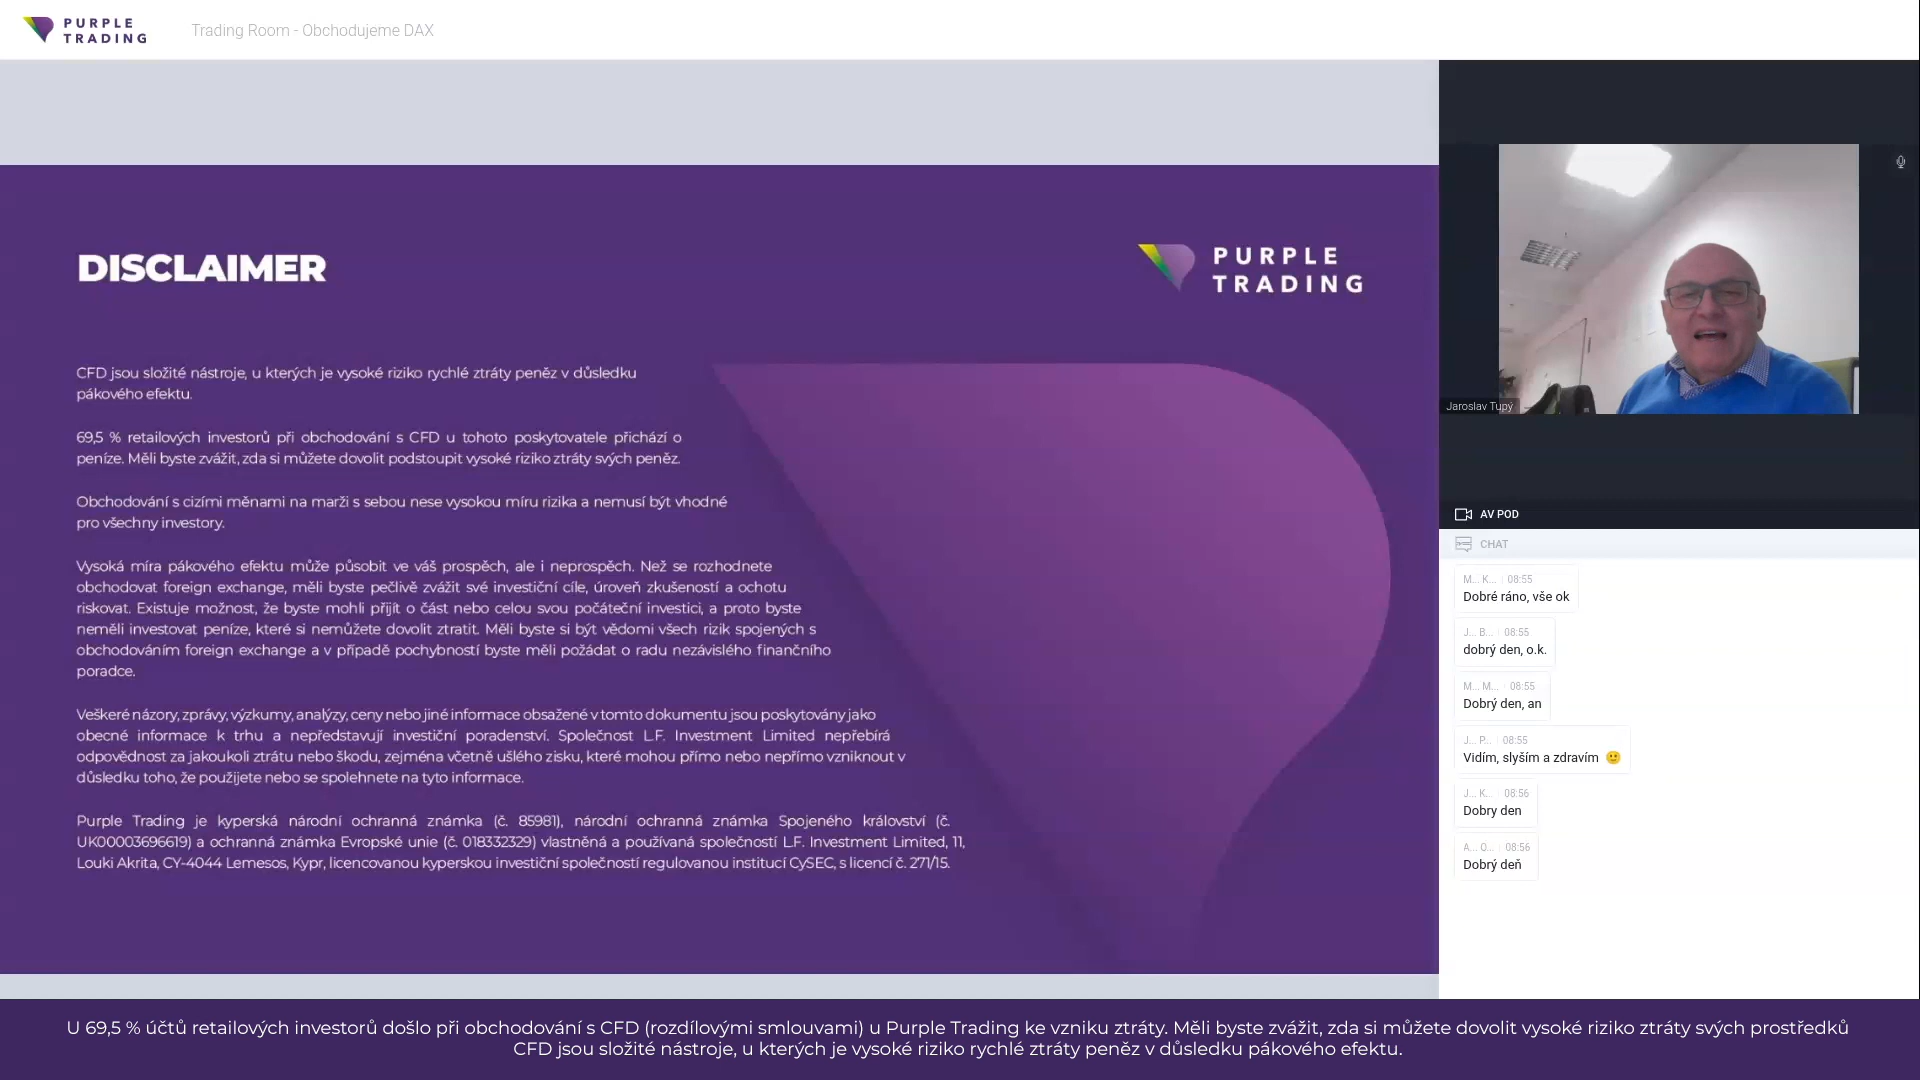 PURPLE
TRADING
Trading Room - Obchodujeme DAX
DISCLAIMER
PURPLE
TRADING
CFD jsou složité nástroje, u kterých je vysoké riziko rychlé ztráty peněz v důsledku
pákového efektu.
69,5 % retailových investorů při obchodování s CFD u tohoto poskytovatele přichází o
peníze. Měli byste zvážit, zda si můžete dovolit podstoupit vysoké riziko ztráty svých peněz.
Obchodování s cizími měnami na marži s sebou nese vysokou míru rizika a nemusí být vhodné
pro všechny investory.
Vysoká míra pákového efektu může působit ve váš prospěch, ale i neprospěch. Než se rozhodnete
obchodovat foreign exchange, měli byste pečlivě zvážit své investiční cíle, úroveň zkušeností a ochotu
riskovat. Existuje možnost, že byste mohli přijít o část nebo celou svou počáteční investici, a proto byste
neměli investovat peníze, které si nemůžete dovolit ztratit. Měli byste si být vědomi všech rizik spojených s
obchodováním foreign exchange a v případě pochybností byste měli požádat o radu nezávislého finančního
poradce.
Veškeré názory, zprávy, výzkumy, analýzy, ceny nebo jiné informace obsažené v tomto dokumentu jsou poskytovány jako
obecné informace k trhu a nepředstavují investiční poradenství. Společnost L.F. Investment Limited nepřebírá
odpovědnost za jakoukoli ztrátu nebo škodu, zejména včetně ušlého zisku, které mohou přímo nebo nepřímo vzniknout v
důsledku toho, že použijete nebo se spolehnete na tyto informace.
Purple Trading je kyperská národní ochranná známka (č. 85981), národní ochranná známka Spojeného království (č.
UK00003696619) a ochranná známka Evropské unie (č. 018332329) vlastněná a používaná společností L.F. Investment Limited, 11,
Louki Akrita, CY-4044 Lemesos, Kypr, licencovanou kyperskou investiční společností regulovanou institucí CySEC, s licencí č. 271/15.
Jaroslav Tupý
AV POD
CHAT
M... K... 08:55
Dobré ráno, vše ok
J... B... 08:55
dobrý den, o.k.
M... M... 08:55
Dobrý den, an
J... P... 08:55
Vidím, slyším a zdravím 🙂
J... K... 08:56
Dobry den
A... O... 08:56
Dobrý deň
U 69,5 % účtů retailových investorů došlo při obchodování s CFD (rozdílovými smlouvami) u Purple Trading ke vzniku ztráty. Měli byste zvážit, zda si můžete dovolit vysoké riziko ztráty svých prostředků
CFD jsou složité nástroje, u kterých je vysoké riziko rychlé ztráty peněz v důsledku pákového efektu.